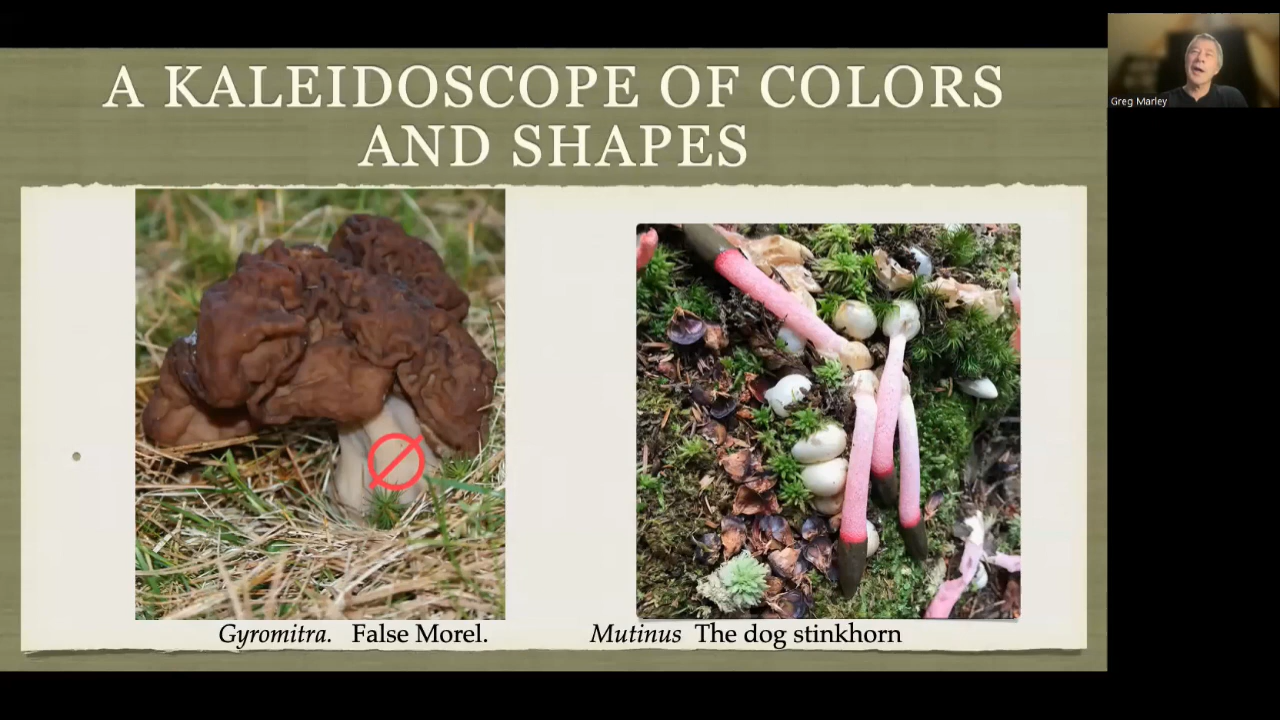 A KALEIDOSCOPE OF COLORS
AND SHAPES
Greg Marley
Gyromitra. False Morel.
Mutinus The dog stinkhorn